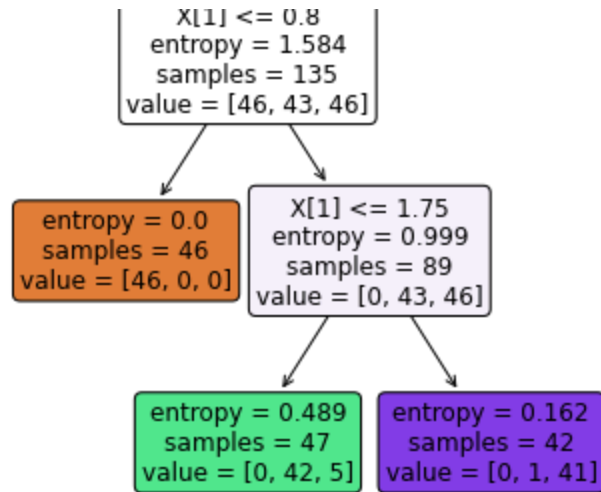 X[1] <= 0.8
entropy = 1.584
samples = 135
value = [46, 43, 46]
entropy = 0.0
samples = 46
value = [46, 0, 0]
X[1] <= 1.75
entropy = 0.999
samples = 89
value = [0, 43, 46]
entropy = 0.489
samples = 47
value = [0, 42, 5]
entropy = 0.162
samples = 42
value = [0, 1, 41]